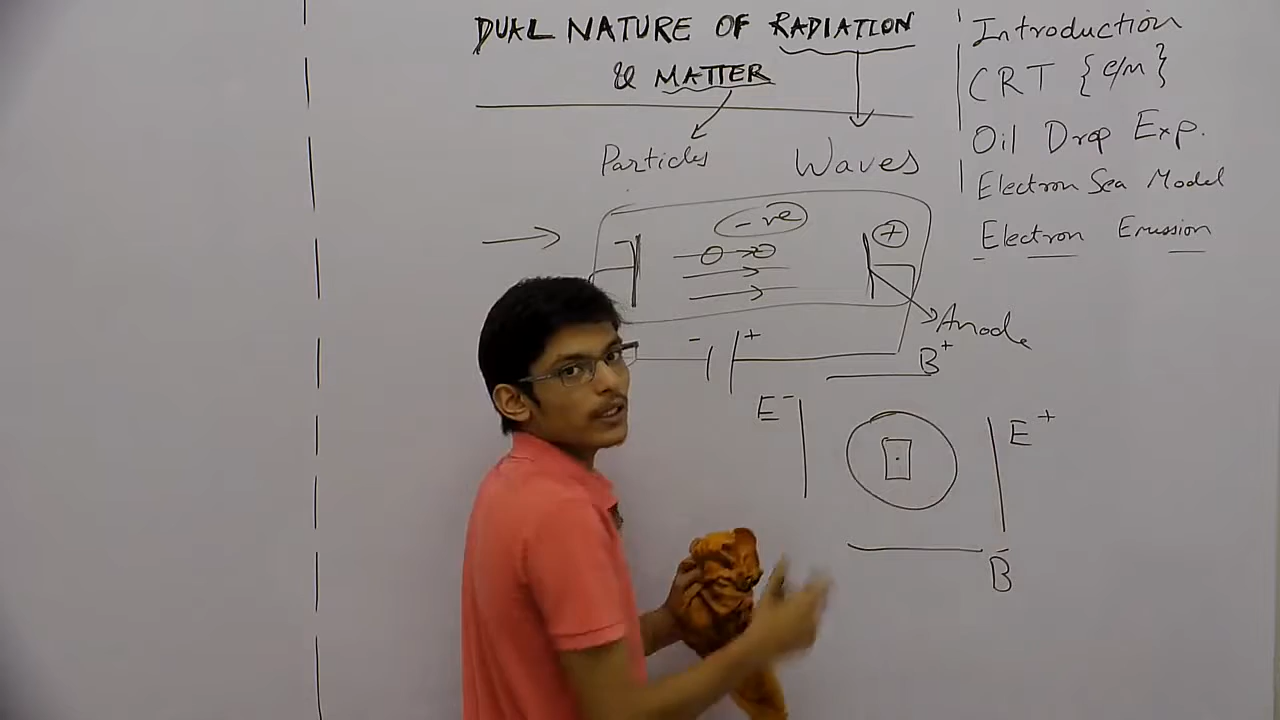 DUAL NATURE OF RADIATION
& MATTER
Particles
Waves
Introduction
CRT {e/m}
Oil Drop Exp.
Electron Sea Model
Electron Emission
-ve
+
Anode
- +
B+
E-
E+
B-